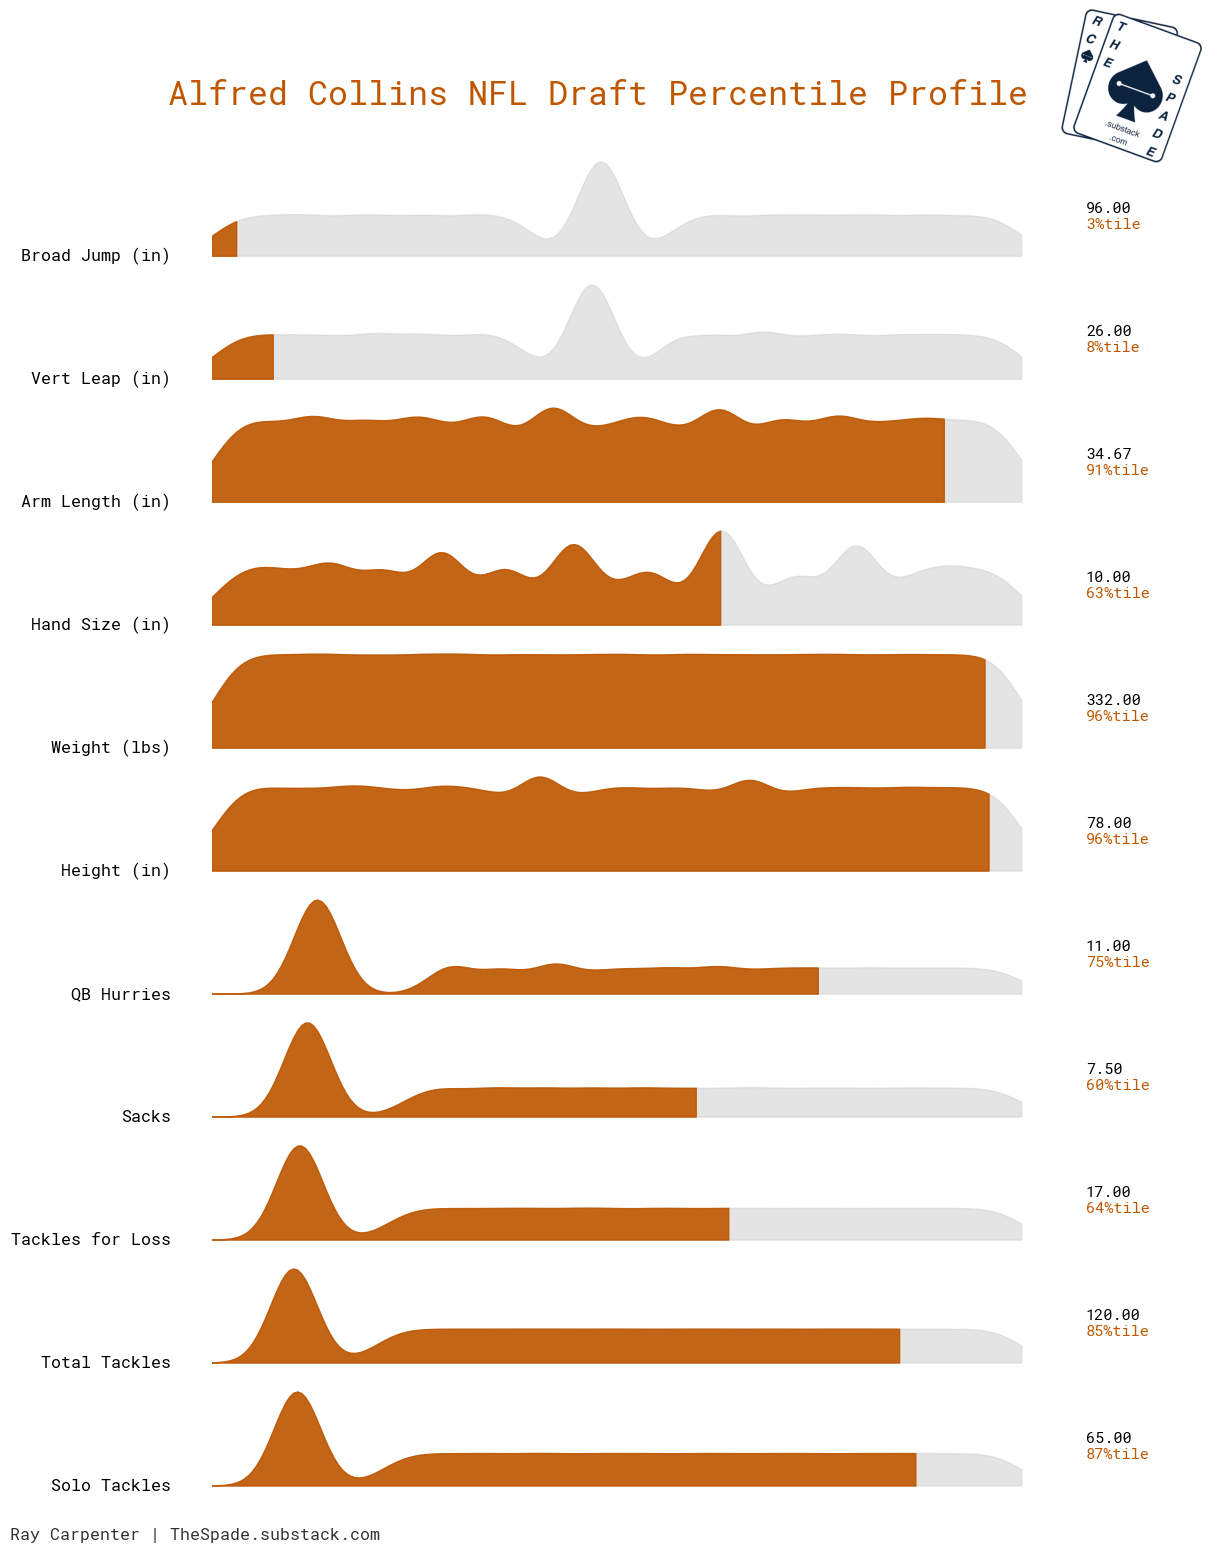 R
C
THE
SPADE
.substack
.com
Alfred Collins NFL Draft Percentile Profile
Broad Jump (in)
96.00
3%tile
Vert Leap (in)
26.00
8%tile
Arm Length (in)
34.67
91%tile
Hand Size (in)
10.00
63%tile
Weight (lbs)
332.00
96%tile
Height (in)
78.00
96%tile
QB Hurries
11.00
75%tile
Sacks
7.50
60%tile
Tackles for Loss
17.00
64%tile
Total Tackles
120.00
85%tile
Solo Tackles
65.00
87%tile
Ray Carpenter | TheSpade.substack.com